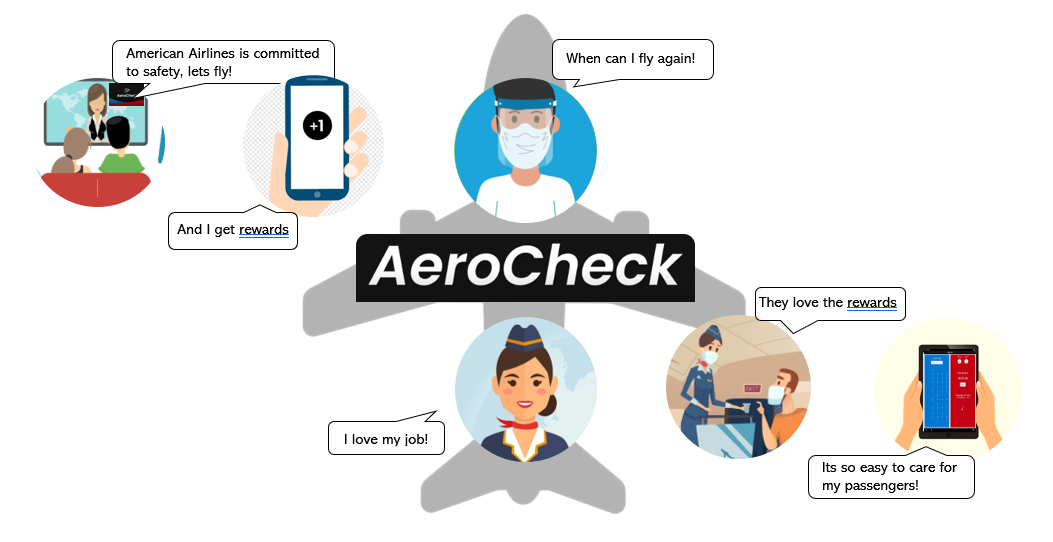 American Airlines is committed
to safety, lets fly!
When can I fly again!
AeroCheck
+1
And I get rewards
AeroCheck
They love the rewards
EXIT
I love my job!
Its so easy to care for
my passengers!